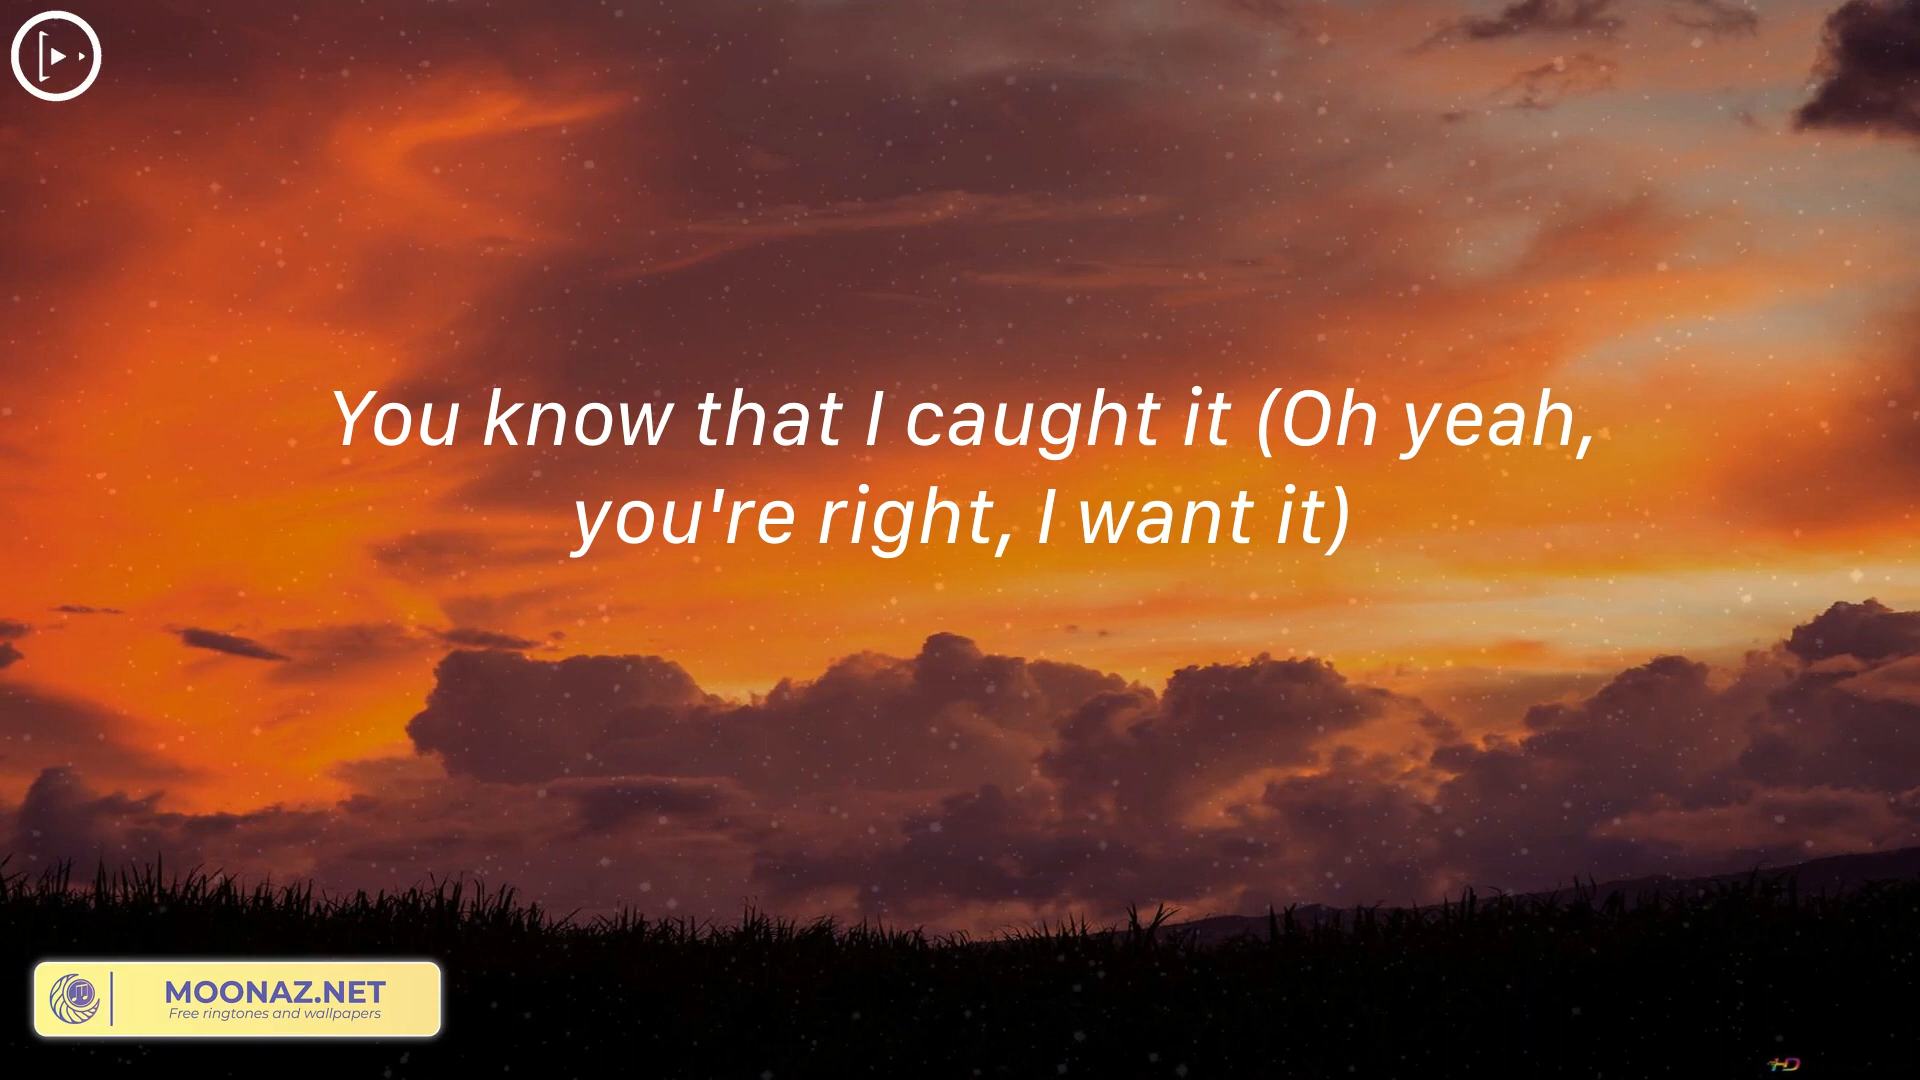 You know that I caught it (Oh yeah,
you're right, I want it)
MOONAZ.NET
Free ringtones and wallpapers
HD